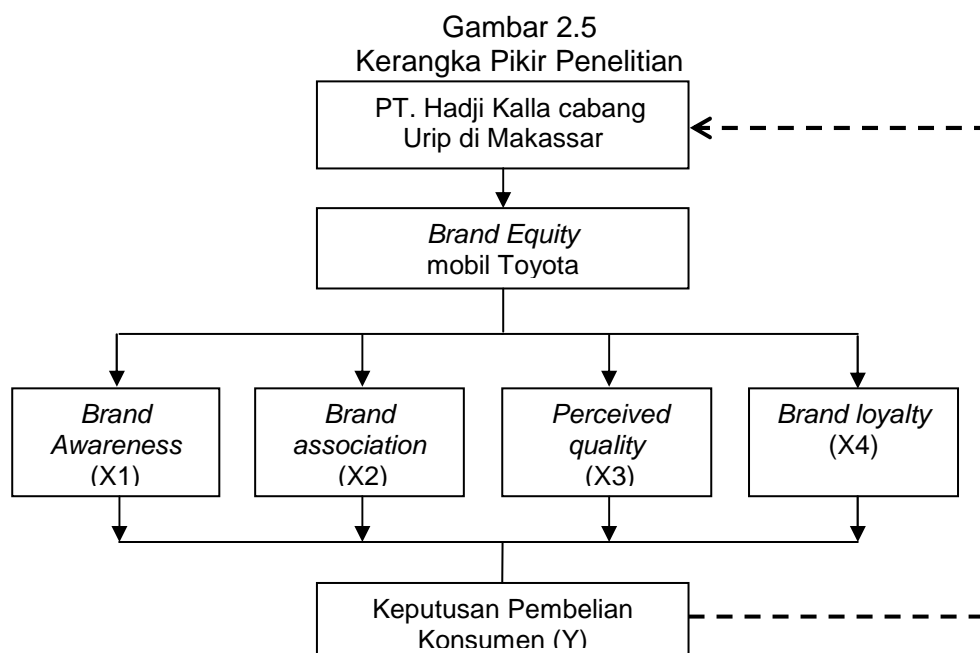 Gambar 2.5
Kerangka Pikir Penelitian
PT. Hadji Kalla cabang
Urip di Makassar
Brand Equity
mobil Toyota
Brand
Awareness
(X1)
Brand
association
(X2)
Perceived
quality
(X3)
Brand loyalty
(X4)
Keputusan Pembelian
Konsumen (Y)